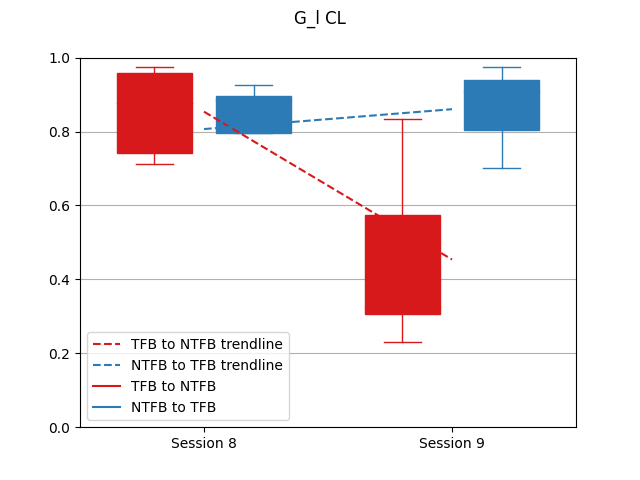 G_l CL
1.0
0.8
0.6
0.4
0.2
0.0
TFB to NTFB trendline
NTFB to TFB trendline
TFB to NTFB
NTFB to TFB
Session 8
Session 9